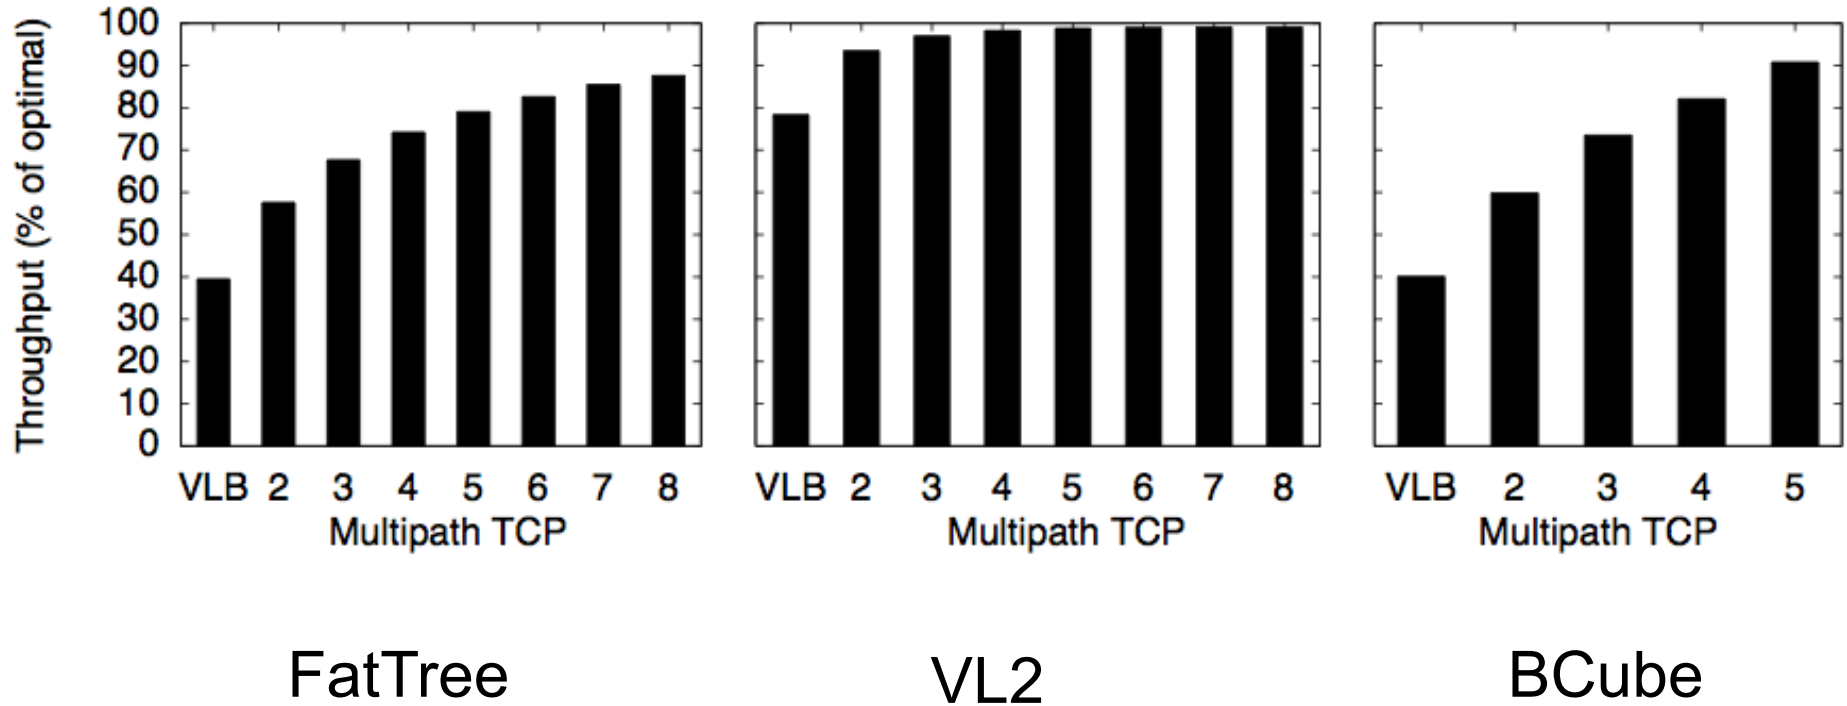 Throughput (% of optimal)
100
90
80
70
60
50
40
30
20
10
0
VLB 2 3 4 5 6 7 8
Multipath TCP
VLB 2 3 4 5 6 7 8
Multipath TCP
VLB 2 3 4 5
Multipath TCP
FatTree
VL2
BCube